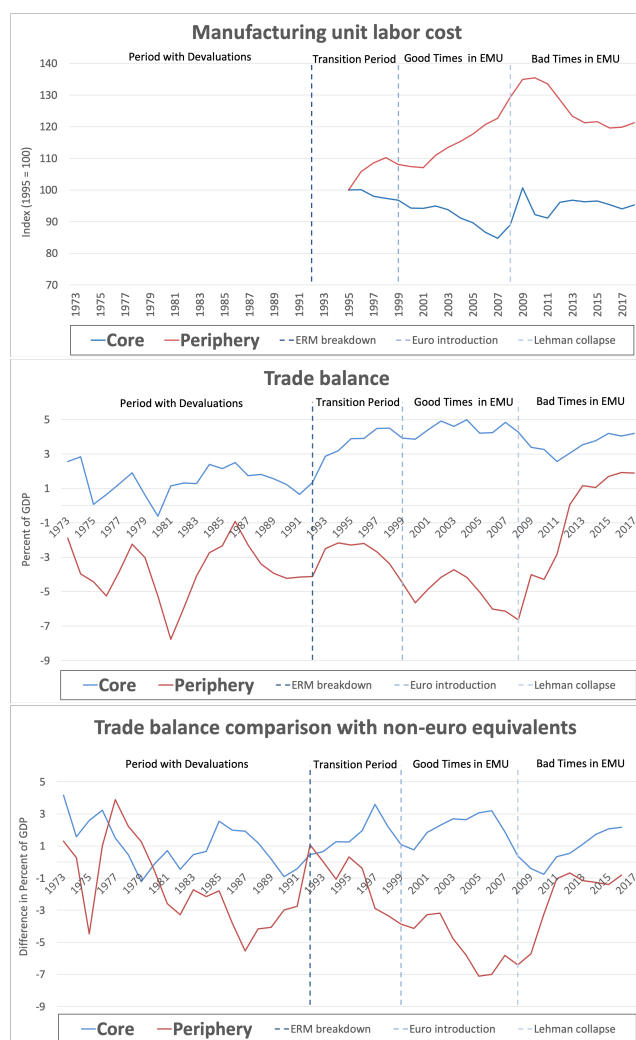 Manufacturing unit labor cost
Period with Devaluations Transition Period Good Times in EMU Bad Times in EMU
140
130
120
110
100
90
80
70
Index (1995 = 100)
1973 1975 1977 1979 1981 1983 1985 1987 1989 1991 1993 1995 1997 1999 2001 2003 2005 2007 2009 2011 2013 2015 2017
Core Periphery ERM breakdown Euro introduction Lehman collapse
Trade balance
Period with Devaluations Transition Period Good Times in EMU Bad Times in EMU
5
3
1
-1
-3
-5
-7
-9
Percent of GDP
1973 1975 1977 1979 1981 1983 1985 1987 1989 1991 1993 1995 1997 1999 2001 2003 2005 2007 2009 2011 2013 2015 2017
Core Periphery ERM breakdown Euro introduction Lehman collapse
Trade balance comparison with non-euro equivalents
Period with Devaluations Transition Period Good Times in EMU Bad Times in EMU
5
3
1
-1
-3
-5
-7
-9
Difference in Percent of GDP
1973 1975 1977 1979 1981 1983 1985 1987 1989 1991 1993 1995 1997 1999 2001 2003 2005 2007 2009 2011 2013 2015 2017
Core Periphery ERM breakdown Euro introduction Lehman collapse